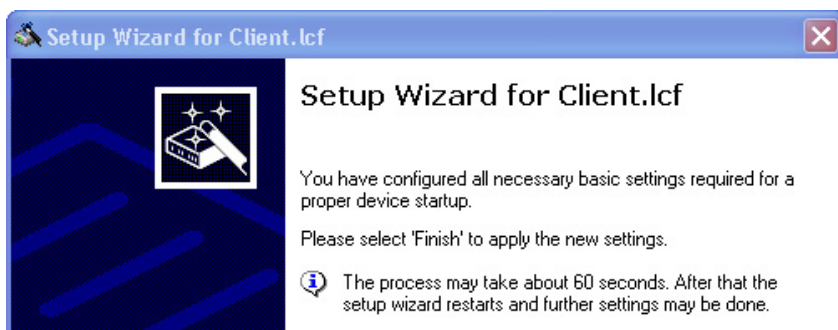 Setup Wizard for Client.lcf
Setup Wizard for Client.lcf
You have configured all necessary basic settings required for a
proper device startup.
Please select 'Finish' to apply the new settings.
The process may take about 60 seconds. After that the
setup wizard restarts and further settings may be done.